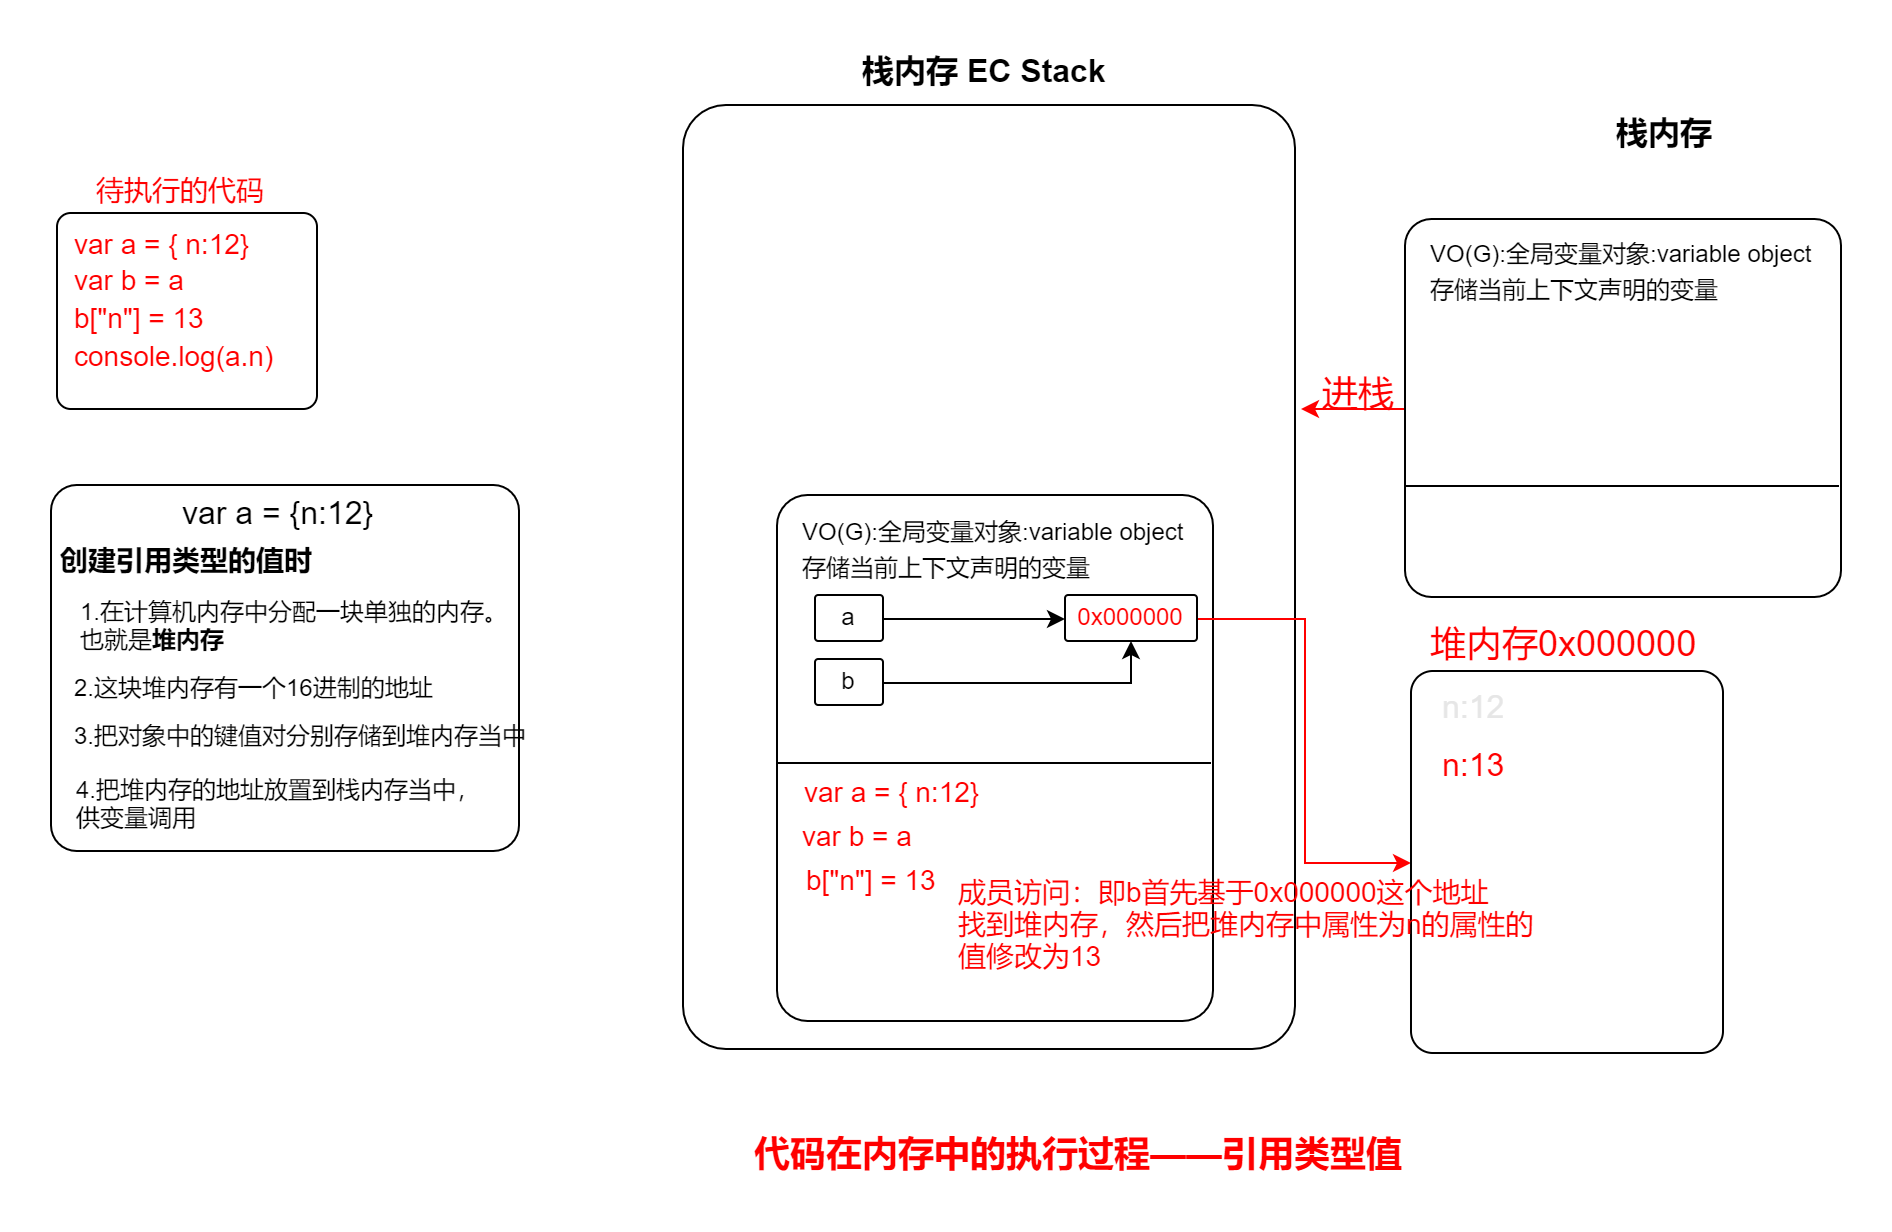 栈内存 EC Stack
栈内存
待执行的代码
var a = { n:12}
var b = a
b["n"] = 13
console.log(a.n)
var a = {n:12}
创建引用类型的值时
1.在计算机内存中分配一块单独的内存。
也就是堆内存
2.这块堆内存有一个16进制的地址
3.把对象中的键值对分别存储到堆内存当中
4.把堆内存的地址放置到栈内存当中，
供变量调用
VO(G):全局变量对象:variable object
存储当前上下文声明的变量
a
0x000000
b
var a = { n:12}
var b = a
b["n"] = 13
成员访问：即b首先基于0x000000这个地址
找到堆内存，然后把堆内存中属性为n的属性的
值修改为13
进栈
VO(G):全局变量对象:variable object
存储当前上下文声明的变量
堆内存0x000000
n:12
n:13
代码在内存中的执行过程——引用类型值